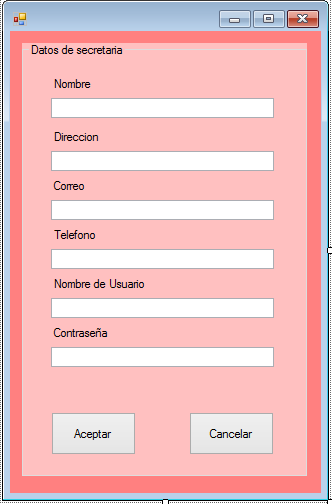 Datos de secretaria
Nombre
Direccion
Correo
Telefono
Nombre de Usuario
Contraseña
Aceptar
Cancelar